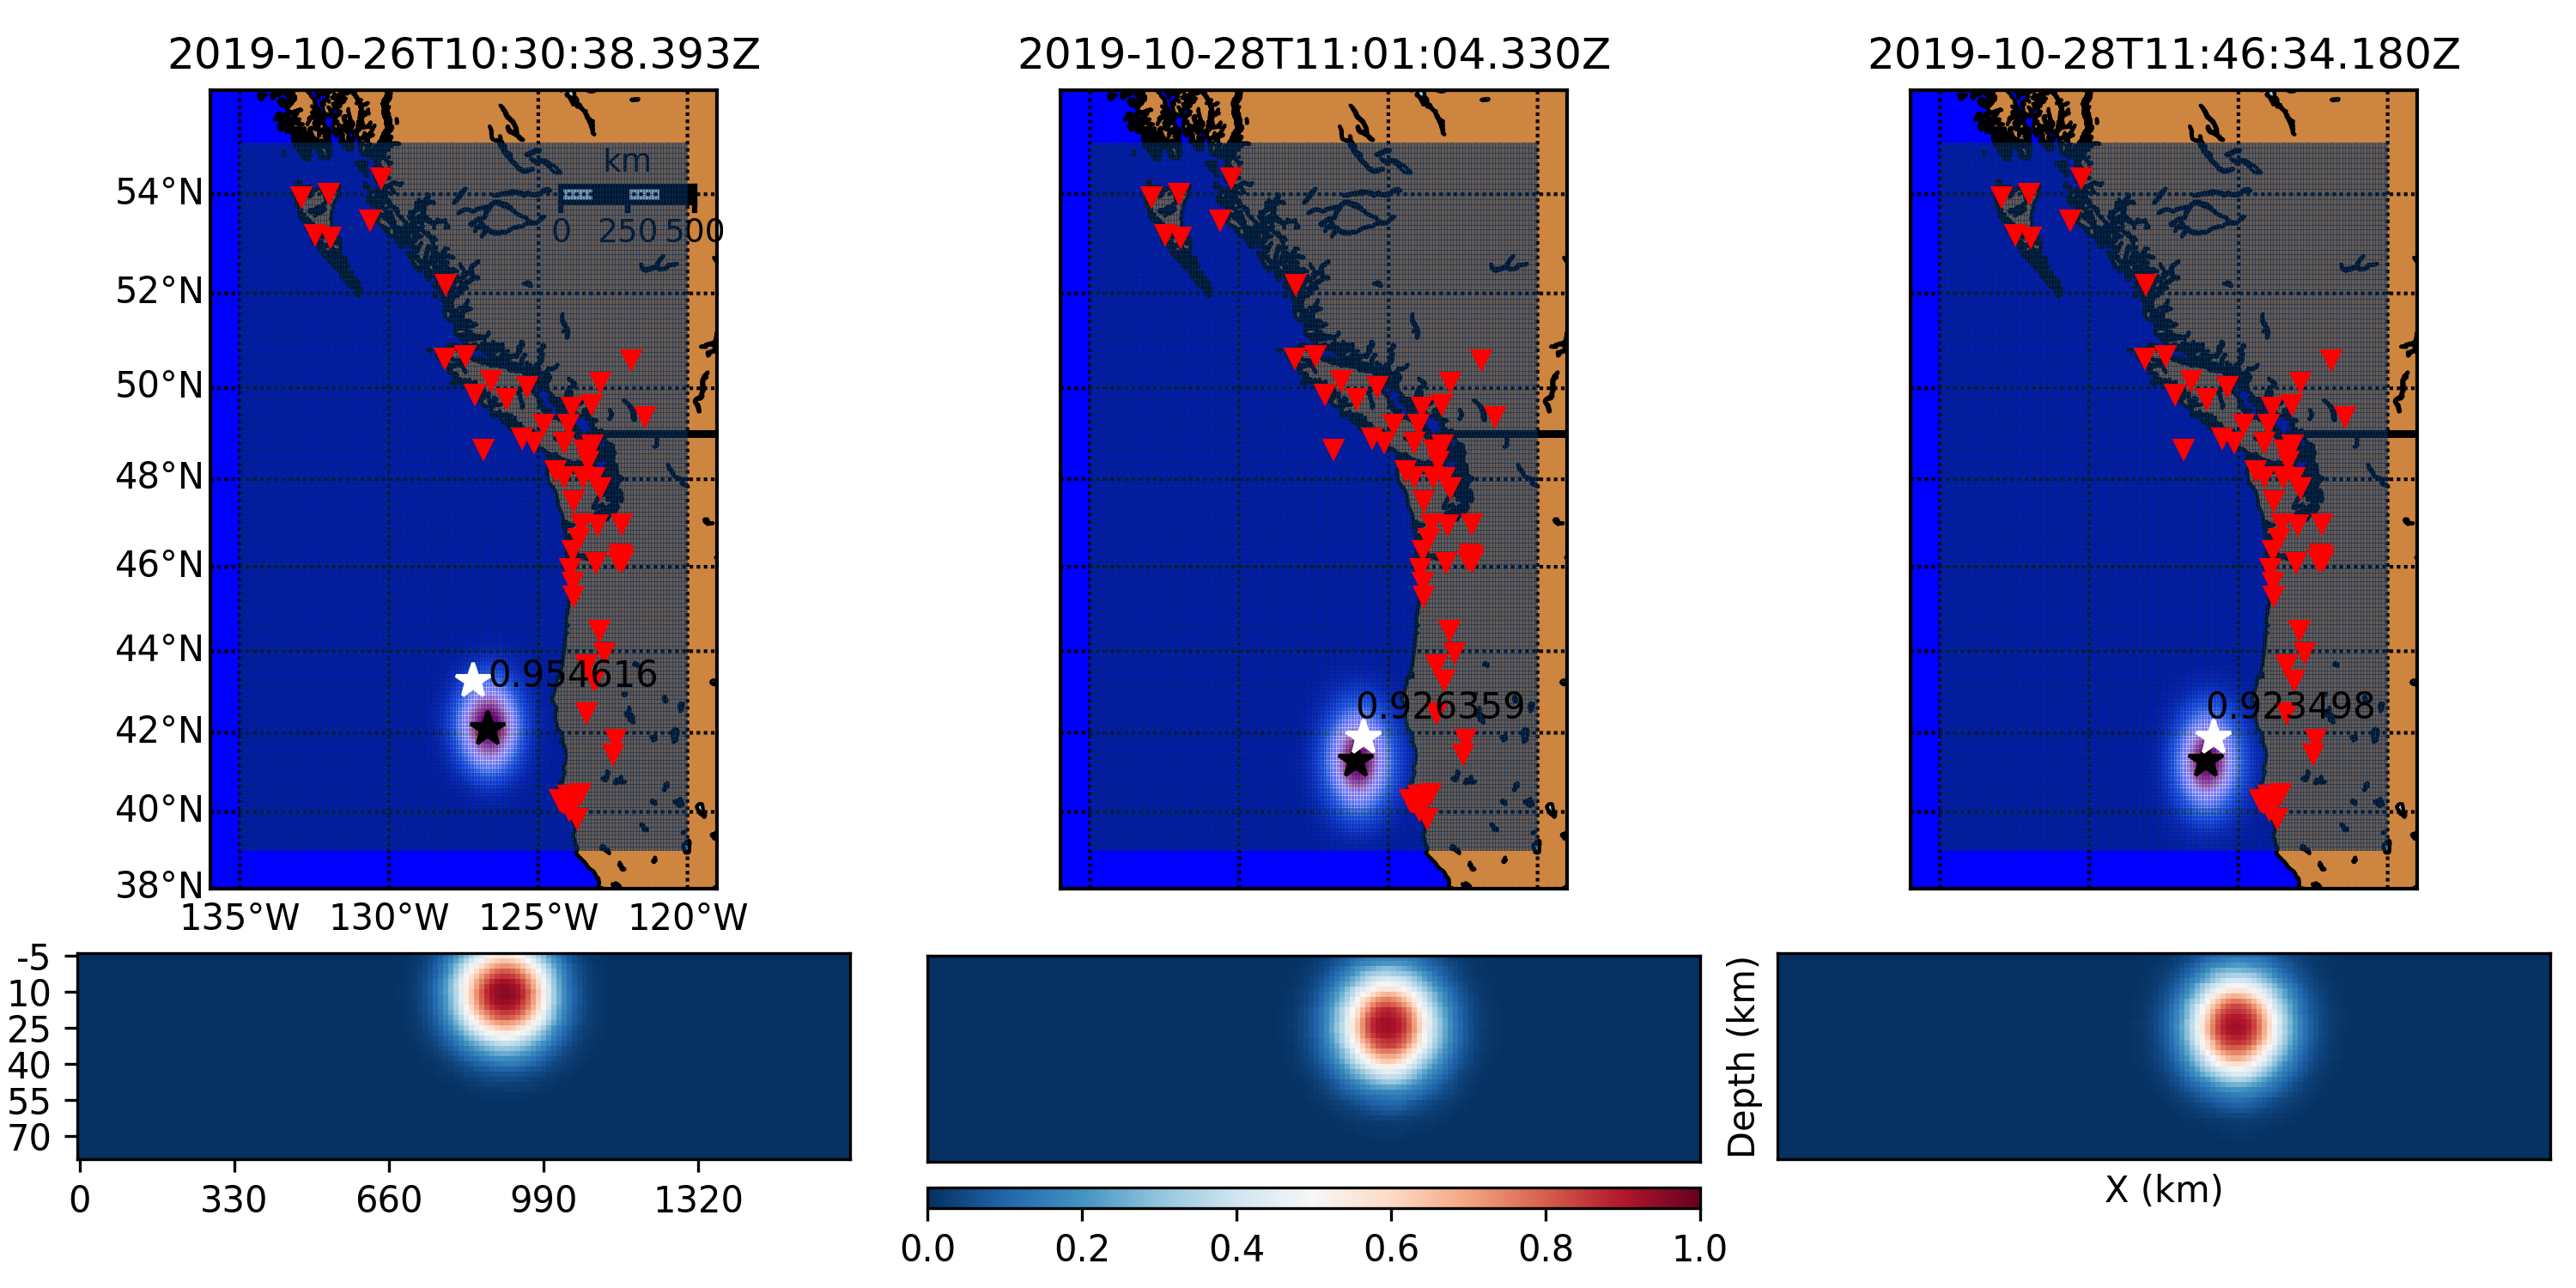 2019-10-26T10:30:38.393Z
2019-10-28T11:01:04.330Z
2019-10-28T11:46:34.180Z
km
0 250 500
54°N
52°N
50°N
48°N
46°N
44°N
42°N
40°N
38°N
135°W 130°W 125°W 120°W
0.954616
0.926359
0.923498
-5
10
25
40
55
70
0 330 660 990 1320
0.0 0.2 0.4 0.6 0.8 1.0
Depth (km)
X (km)